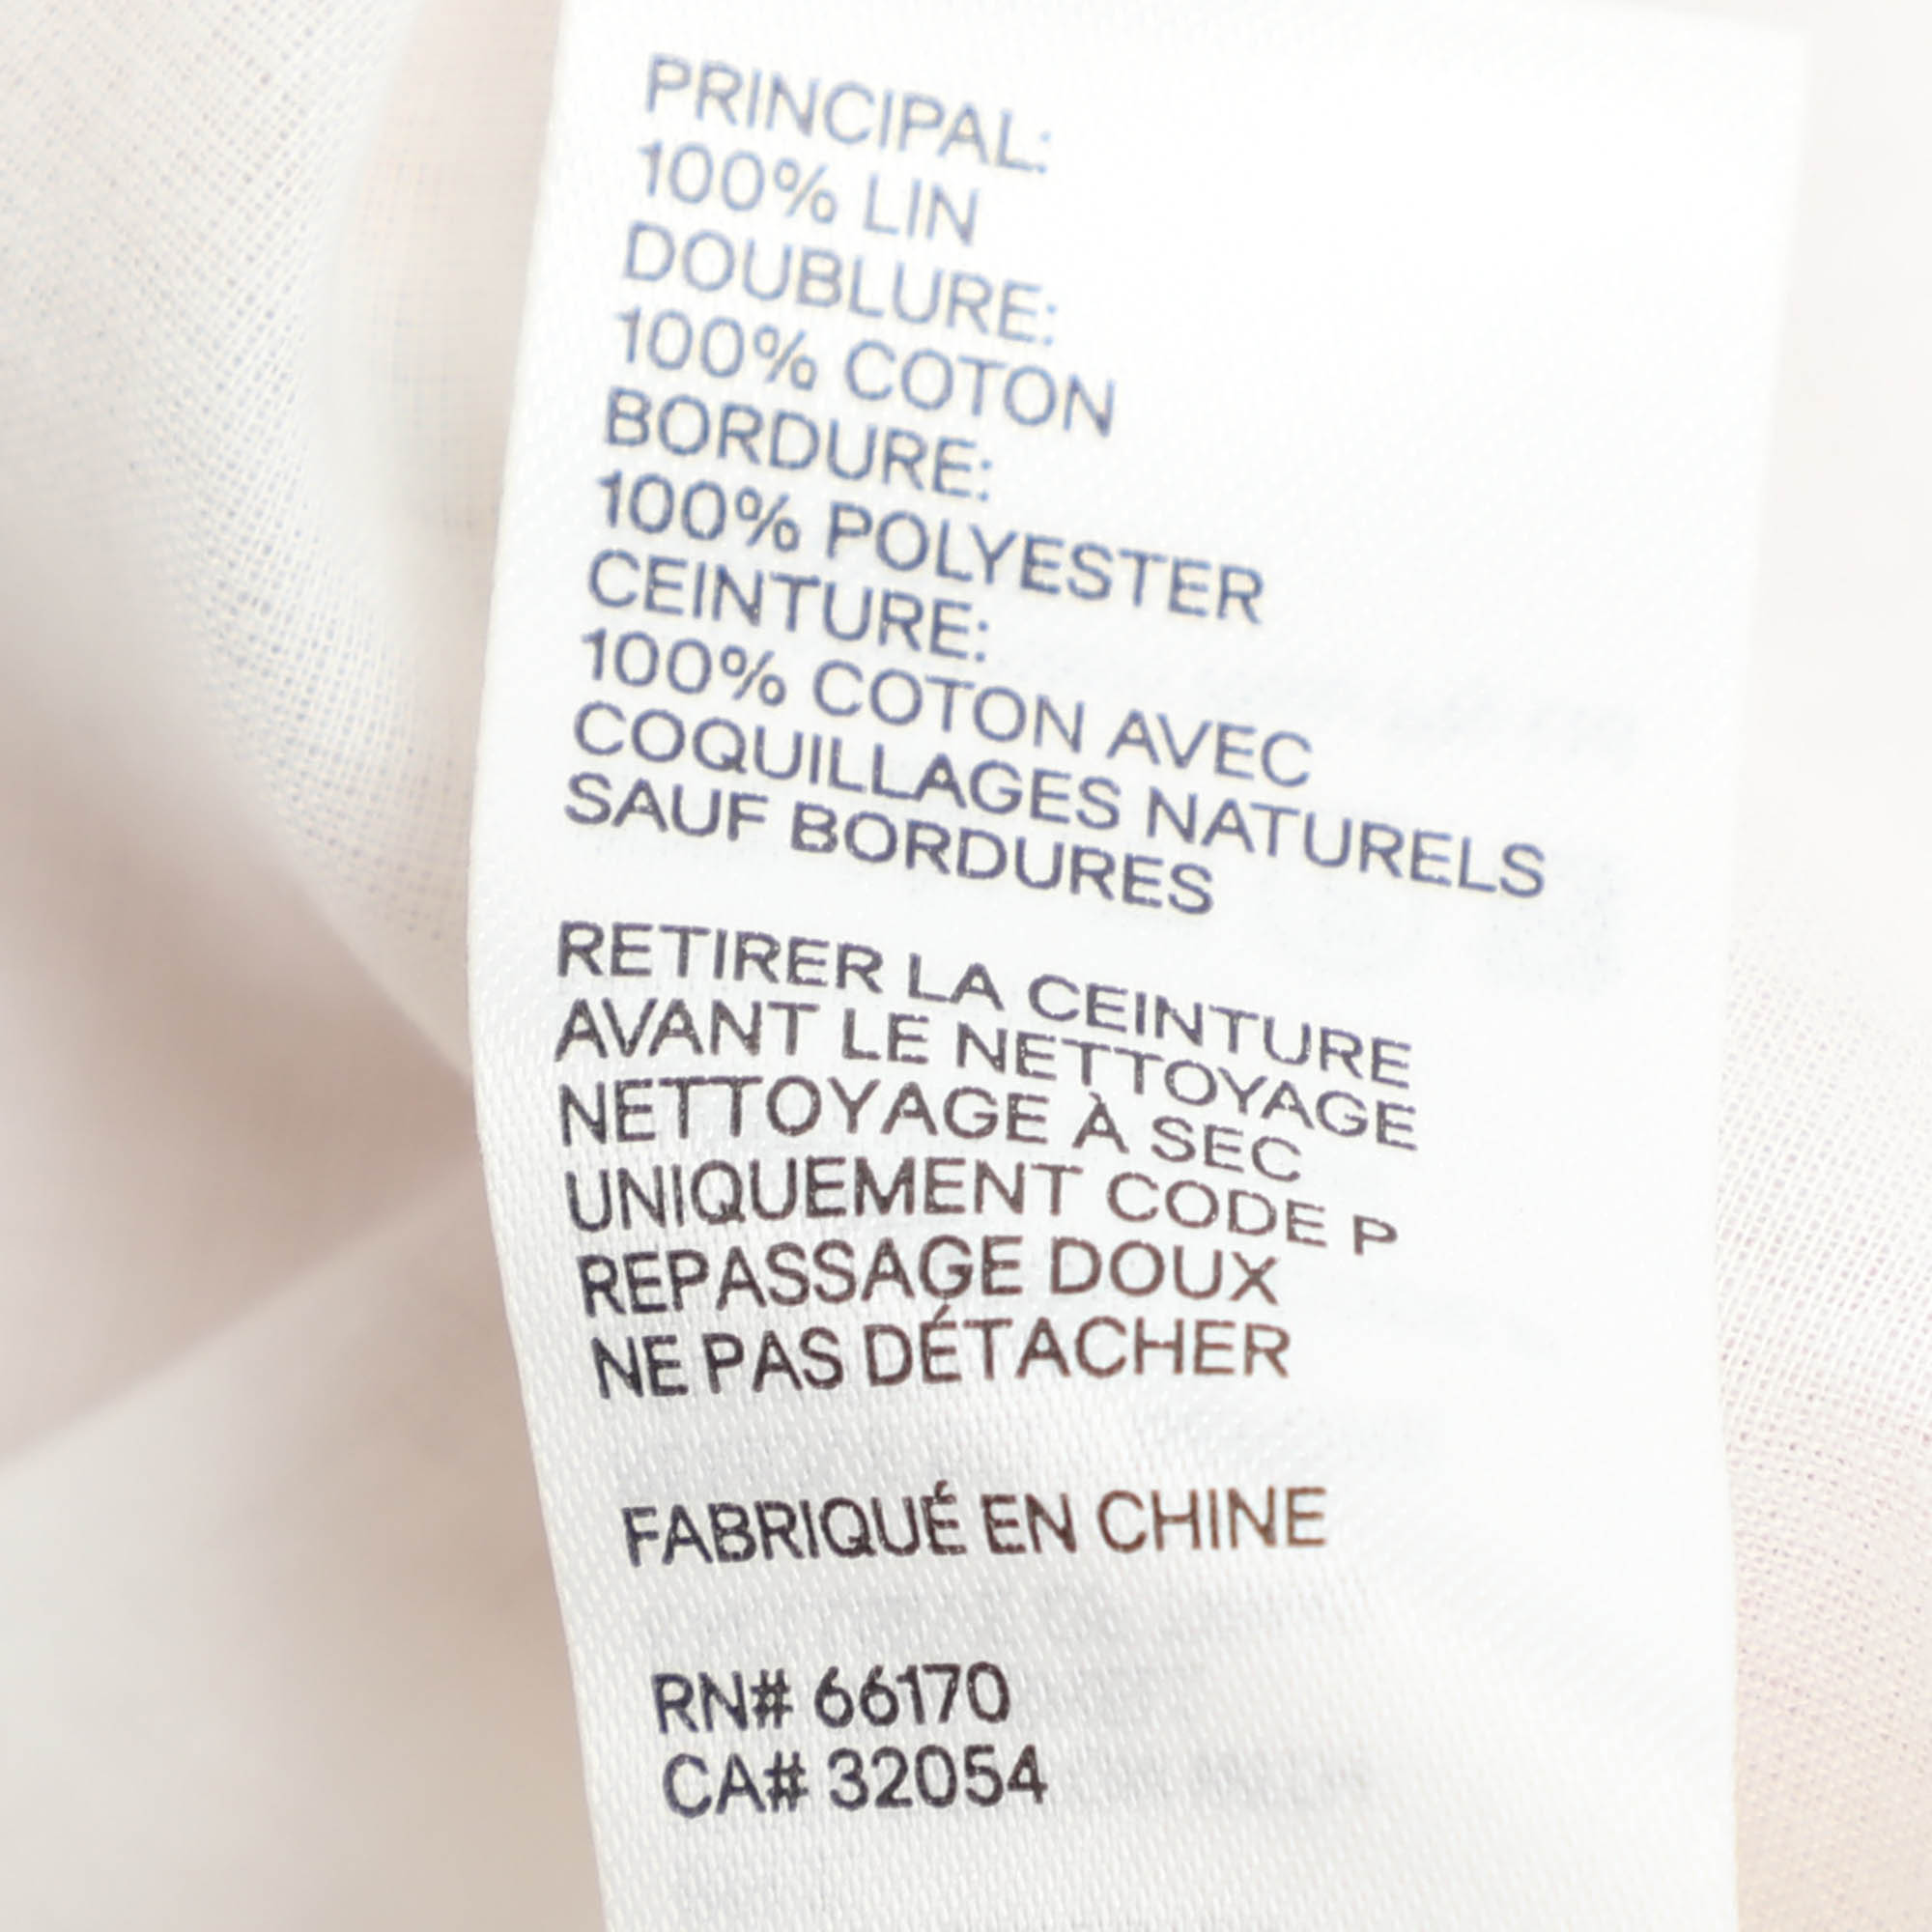 PRINCIPAL:
100% LIN
DOUBLURE:
100% COTON
BORDURE:
100% POLYESTER
CEINTURE:
100% COTON AVEC
COQUILLAGES NATURELS
SAUF BORDURES
RETIRER LA CEINTURE
AVANT LE NETTOYAGE
NETTOYAGE À SEC
UNIQUEMENT CODE P
REPASSAGE DOUX
NE PAS DÉTACHER
FABRIQUÉ EN CHINE
RN# 66170
CA# 32054